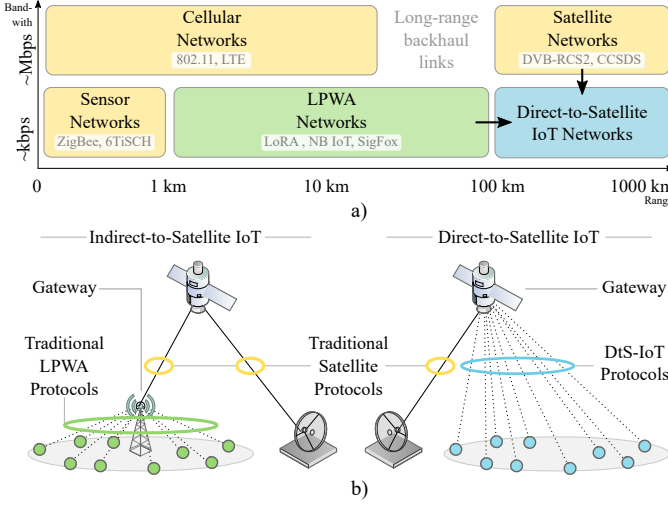 Band-
with
~Mbps
~kbps
Cellular
Networks
802.11, LTE
Long-range
backhaul
links
Satellite
Networks
DVB-RCS2, CCSDS
Sensor
Networks
ZigBee, 6TiSCH
LPWA
Networks
LoRA , NB IoT, SigFox
Direct-to-Satellite
IoT Networks
0
1 km
10 km
100 km
1000 km
Range
a)
Indirect-to-Satellite IoT
Direct-to-Satellite IoT
Gateway
Gateway
Traditional
LPWA
Protocols
Traditional
Satellite
Protocols
DtS-IoT
Protocols
b)